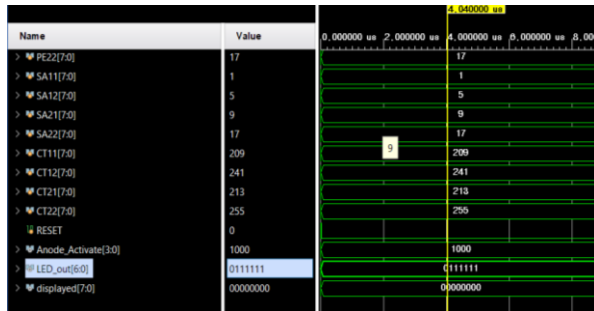 4.040000 us
Name Value 0.000000 us 2.000000 us 4.000000 us 6.000000 us 8.00
PE22[7:0] 17 17
SA11[7:0] 1 1
SA12[7:0] 5 5
SA21[7:0] 9 9
SA22[7:0] 17 17
CT11[7:0] 209 9 209
CT12[7:0] 241 241
CT21[7:0] 213 213
CT22[7:0] 255 255
RESET 0
Anode_Activate[3:0] 1000 1000
LED_out[6:0] 0111111 0111111
displayed[7:0] 00000000 00000000